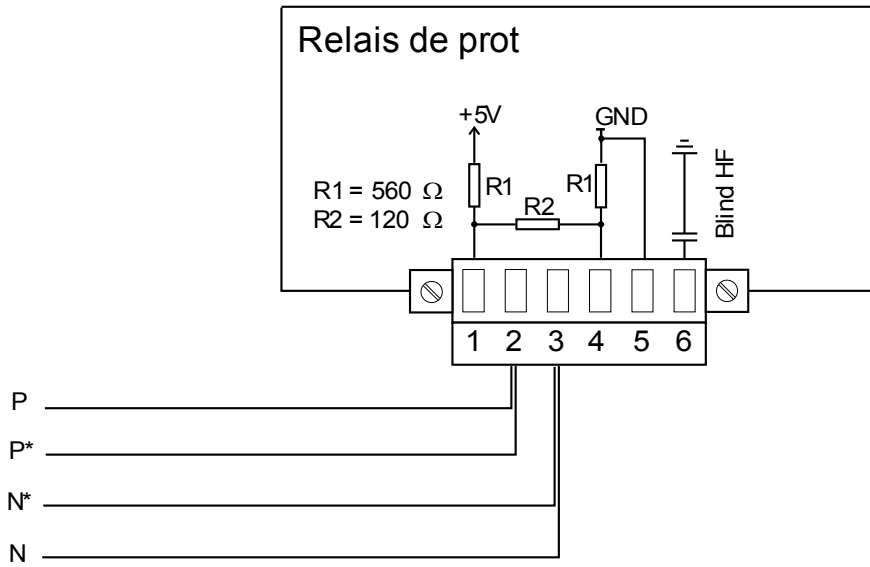 Relais de prot
+5V
GND
R1 = 560 Ω
R2 = 120 Ω
R1
R2
R1
Blind HF
1 2 3 4 5 6
P
P*
N*
N